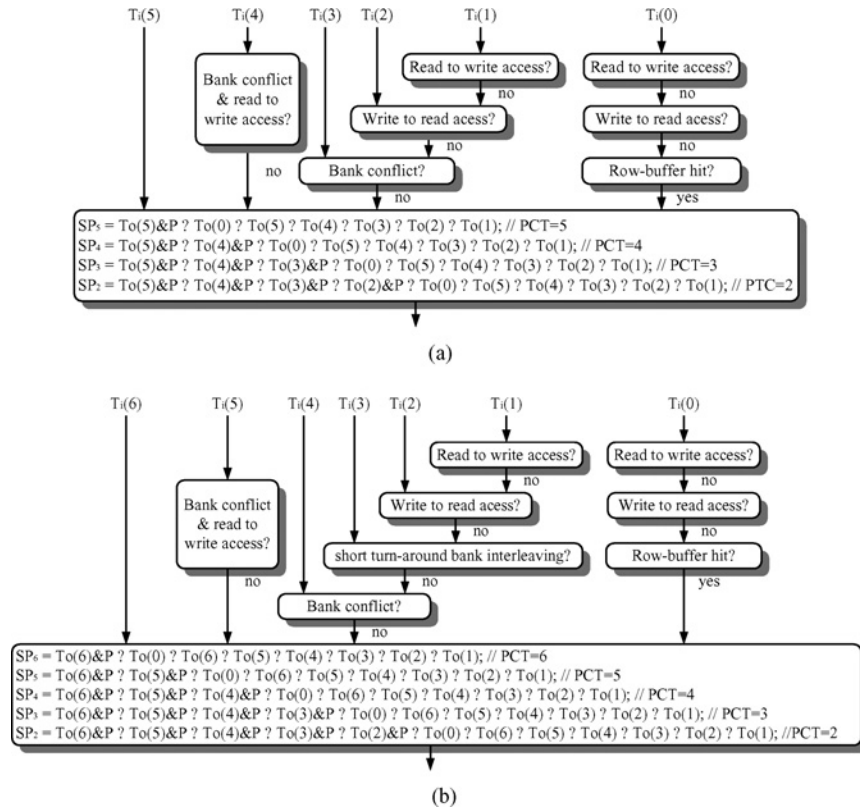 Ti(5) Ti(4) Ti(3) Ti(2) Ti(1) Ti(0)
Bank conflict
& read to
write access?
Read to write access?
Read to write access?
no
no
Write to read acess?
Write to read acess?
no
no
no
Bank conflict?
Row-buffer hit?
no
yes
SP5 = To(5)&P ? To(0) ? To(5) ? To(4) ? To(3) ? To(2) ? To(1); // PCT=5
SP4 = To(5)&P ? To(4)&P ? To(0) ? To(5) ? To(4) ? To(3) ? To(2) ? To(1); // PCT=4
SP3 = To(5)&P ? To(4)&P ? To(3)&P ? To(0) ? To(5) ? To(4) ? To(3) ? To(2) ? To(1); // PCT=3
SP2 = To(5)&P ? To(4)&P ? To(3)&P ? To(2)&P ? To(0) ? To(5) ? To(4) ? To(3) ? To(2) ? To(1); // PTC=2
(a)
Ti(6) Ti(5) Ti(4) Ti(3) Ti(2) Ti(1) Ti(0)
Read to write access?
Read to write access?
no
no
Bank conflict
& read to
write access?
Write to read acess?
Write to read acess?
no
no
short turn-around bank interleaving?
Row-buffer hit?
no
no
yes
Bank conflict?
no
SP6 = To(6)&P ? To(0) ? To(6) ? To(5) ? To(4) ? To(3) ? To(2) ? To(1); // PCT=6
SP5 = To(6)&P ? To(5)&P ? To(0) ? To(6) ? To(5) ? To(4) ? To(3) ? To(2) ? To(1); // PCT=5
SP4 = To(6)&P ? To(5)&P ? To(4)&P ? To(0) ? To(6) ? To(5) ? To(4) ? To(3) ? To(2) ? To(1); // PCT=4
SP3 = To(6)&P ? To(5)&P ? To(4)&P ? To(3)&P ? To(0) ? To(6) ? To(5) ? To(4) ? To(3) ? To(2) ? To(1); // PCT=3
SP2 = To(6)&P ? To(5)&P ? To(4)&P ? To(3)&P ? To(2)&P ? To(0) ? To(6) ? To(5) ? To(4) ? To(3) ? To(2) ? To(1); //PCT=2
(b)